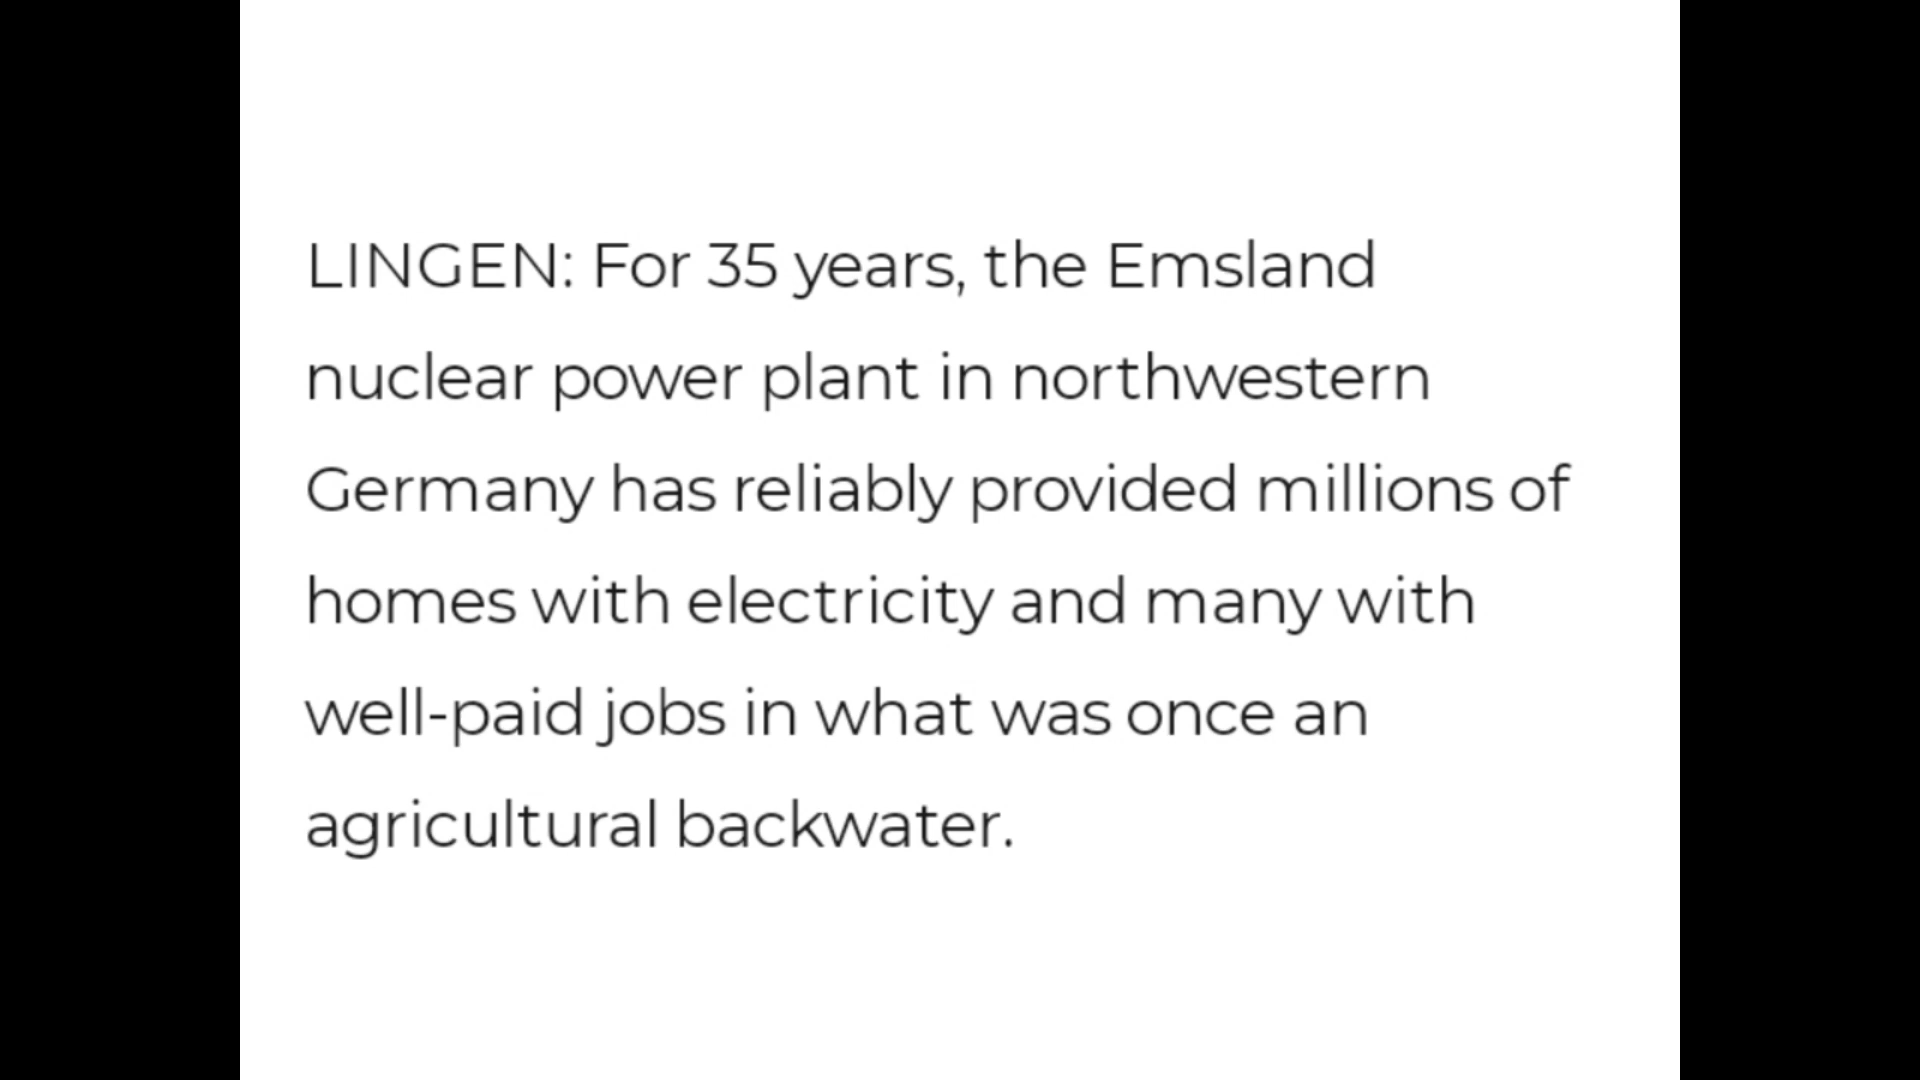 LINGEN: For 35 years, the Emsland
nuclear power plant in northwestern
Germany has reliably provided millions of
homes with electricity and many with
well-paid jobs in what was once an
agricultural backwater.